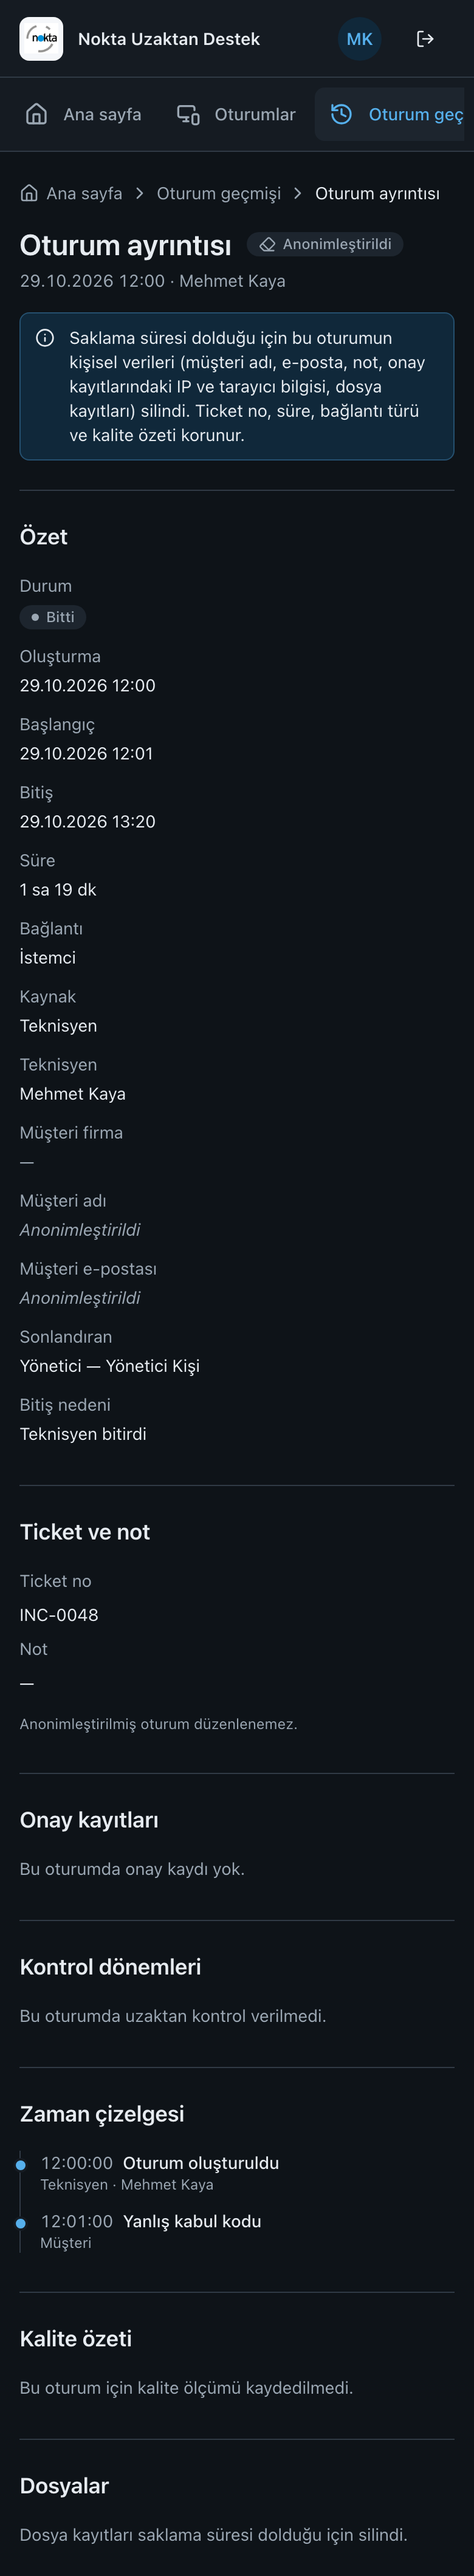 nokta
Nokta Uzaktan Destek
MK
Ana sayfa
Oturumlar
Oturum geç
Ana sayfa > Oturum geçmişi > Oturum ayrıntısı
Oturum ayrıntısı
Anonimleştirildi
29.10.2026 12:00 · Mehmet Kaya
Saklama süresi dolduğu için bu oturumun
kişisel verileri (müşteri adı, e-posta, not, onay
kayıtlarındaki IP ve tarayıcı bilgisi, dosya
kayıtları) silindi. Ticket no, süre, bağlantı türü
ve kalite özeti korunur.
Özet
Durum
Bitti
Oluşturma
29.10.2026 12:00
Başlangıç
29.10.2026 12:01
Bitiş
29.10.2026 13:20
Süre
1 sa 19 dk
Bağlantı
İstemci
Kaynak
Teknisyen
Teknisyen
Mehmet Kaya
Müşteri firma
—
Müşteri adı
Anonimleştirildi
Müşteri e-postası
Anonimleştirildi
Sonlandıran
Yönetici — Yönetici Kişi
Bitiş nedeni
Teknisyen bitirdi
Ticket ve not
Ticket no
INC-0048
Not
—
Anonimleştirilmiş oturum düzenlenemez.
Onay kayıtları
Bu oturumda onay kaydı yok.
Kontrol dönemleri
Bu oturumda uzaktan kontrol verilmedi.
Zaman çizelgesi
12:00:00 Oturum oluşturuldu
Teknisyen · Mehmet Kaya
12:01:00 Yanlış kabul kodu
Müşteri
Kalite özeti
Bu oturum için kalite ölçümü kaydedilmedi.
Dosyalar
Dosya kayıtları saklama süresi dolduğu için silindi.